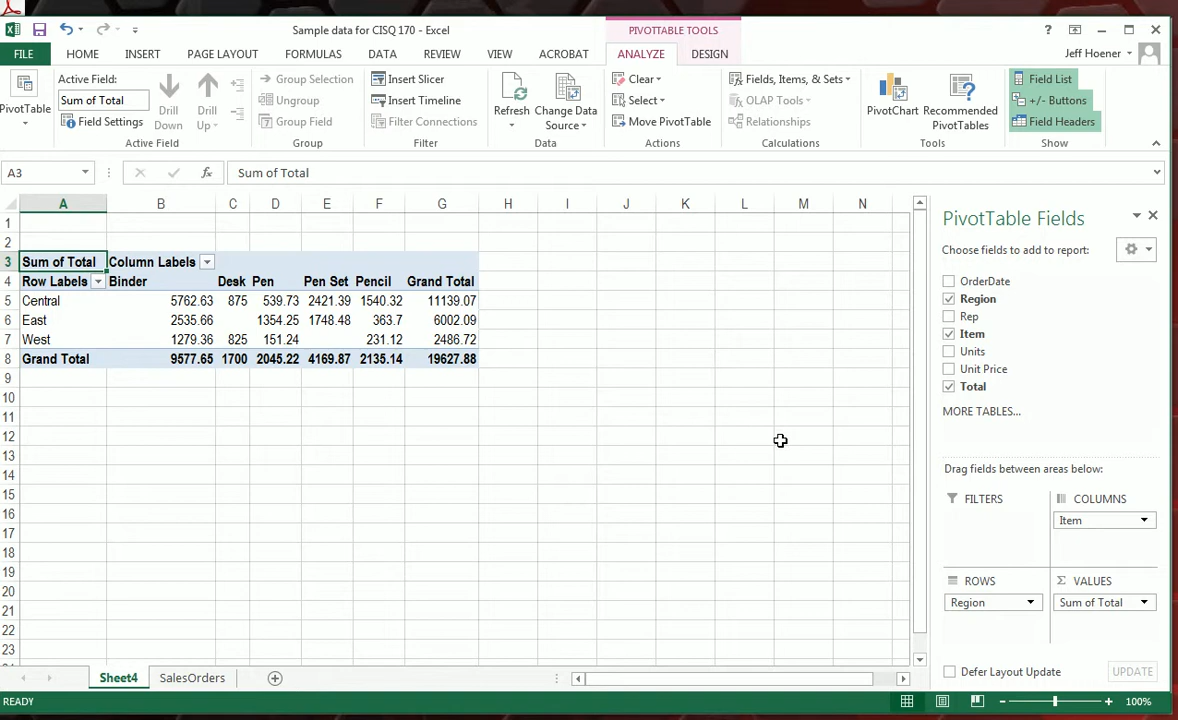 Sample data for CISQ 170 - Excel
PIVOTTABLE TOOLS
FILE HOME INSERT PAGE LAYOUT FORMULAS DATA REVIEW VIEW ACROBAT ANALYZE DESIGN
Jeff Hoener
PivotTable
Active Field:
Sum of Total
Field Settings
Drill Down
Drill Up
Active Field
Group Selection
Ungroup
Group Field
Group
Insert Slicer
Insert Timeline
Filter Connections
Filter
Refresh
Change Data Source
Data
Clear
Select
Move PivotTable
Actions
Fields, Items, & Sets
OLAP Tools
Relationships
Calculations
PivotChart
Recommended PivotTables
Tools
Field List
+/- Buttons
Field Headers
Show
A3
fx
Sum of Total
A B C D E F G H I J K L M N
1
2
3 Sum of Total Column Labels
4 Row Labels Binder Desk Pen Pen Set Pencil Grand Total
5 Central 5762.63 875 539.73 2421.39 1540.32 11139.07
6 East 2535.66 1354.25 1748.48 363.7 6002.09
7 West 1279.36 825 151.24 231.12 2486.72
8 Grand Total 9577.65 1700 2045.22 4169.87 2135.14 19627.88
9
10
11
12
13
14
15
16
17
18
19
20
21
22
23
PivotTable Fields
Choose fields to add to report:
OrderDate
Region
Rep
Item
Units
Unit Price
Total
MORE TABLES...
Drag fields between areas below:
FILTERS
COLUMNS
Item
ROWS
VALUES
Region
Sum of Total
Defer Layout Update
UPDATE
Sheet4 SalesOrders
READY
100%